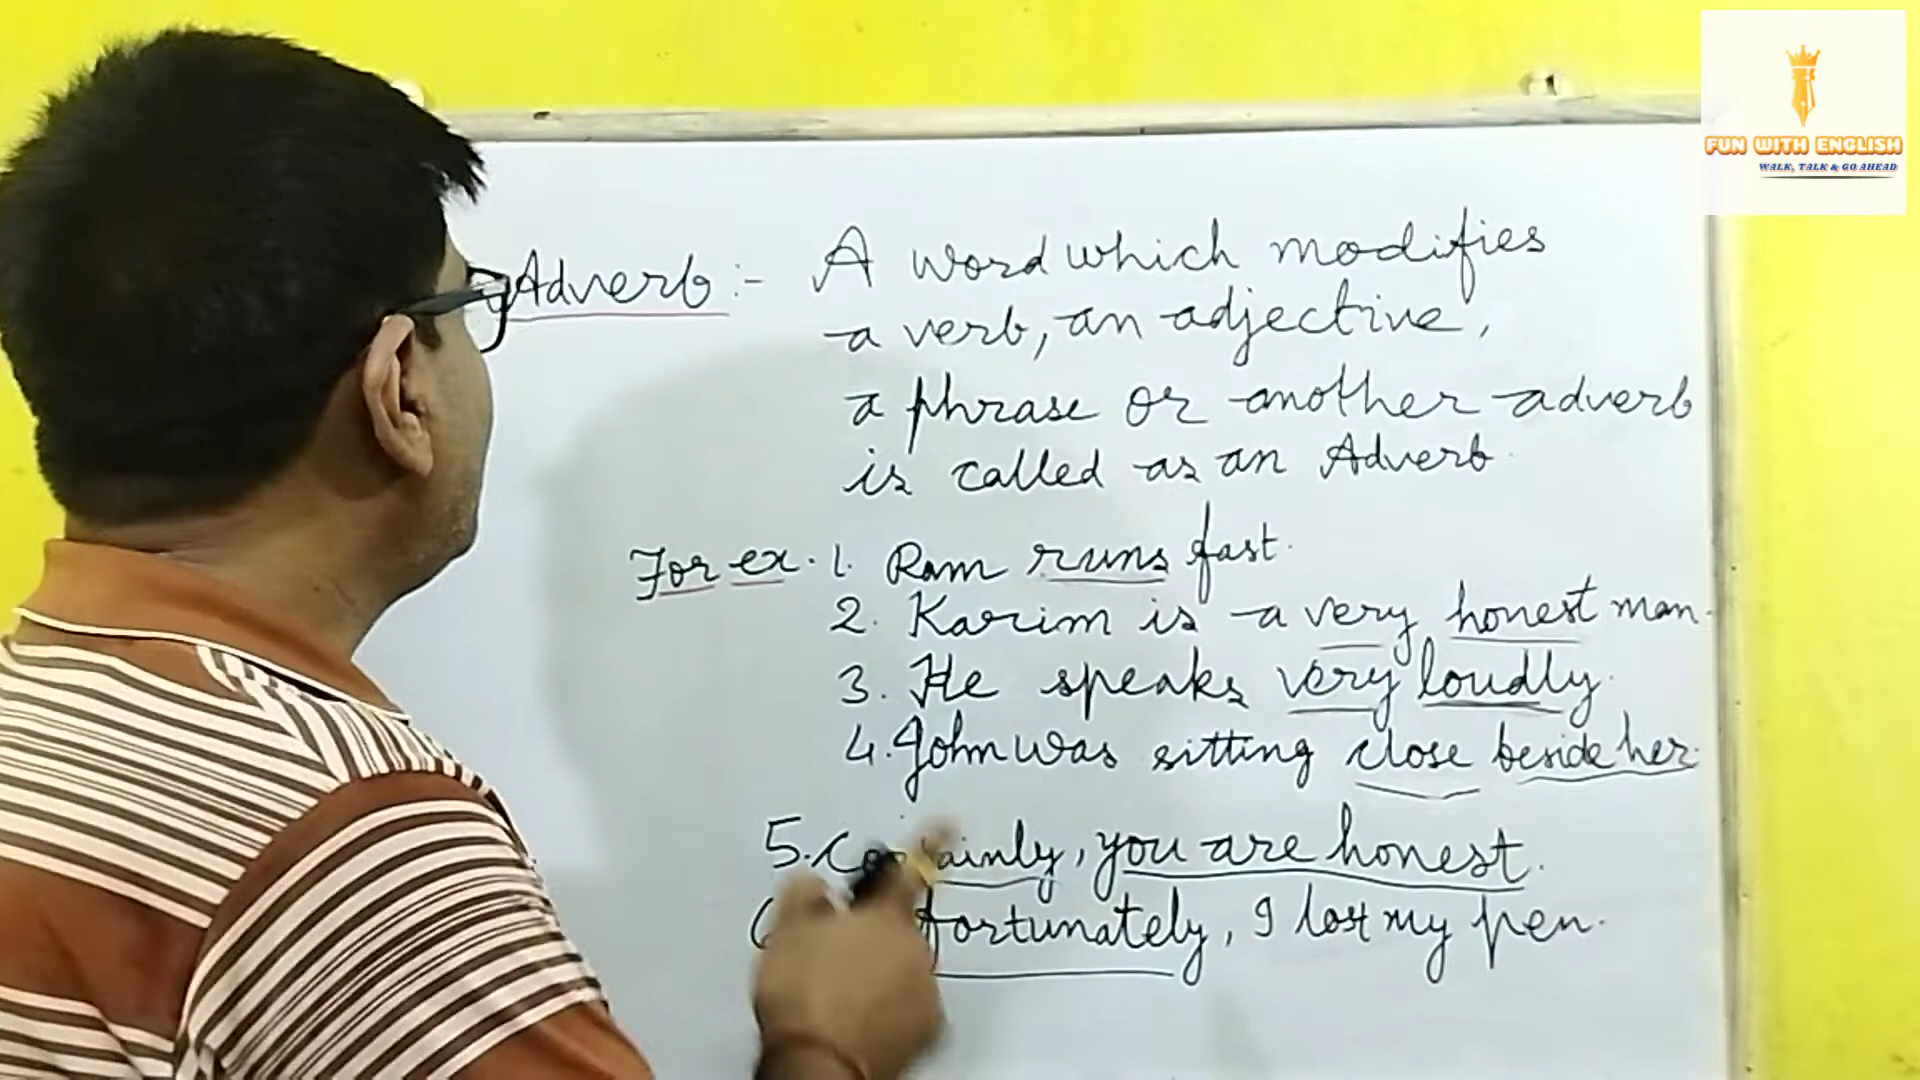 FUN WITH ENGLISH
WALK, TALK & GO AHEAD
Adverb :- A word which modifies
a verb, an adjective,
a phrase or another adverb
is called as an Adverb.
For ex. 1. Ram runs fast.
2. Karim is a very honest man.
3. He speaks very loudly.
4. John was sitting close beside her.
5. Certainly, you are honest.
fortunately, I lost my pen.